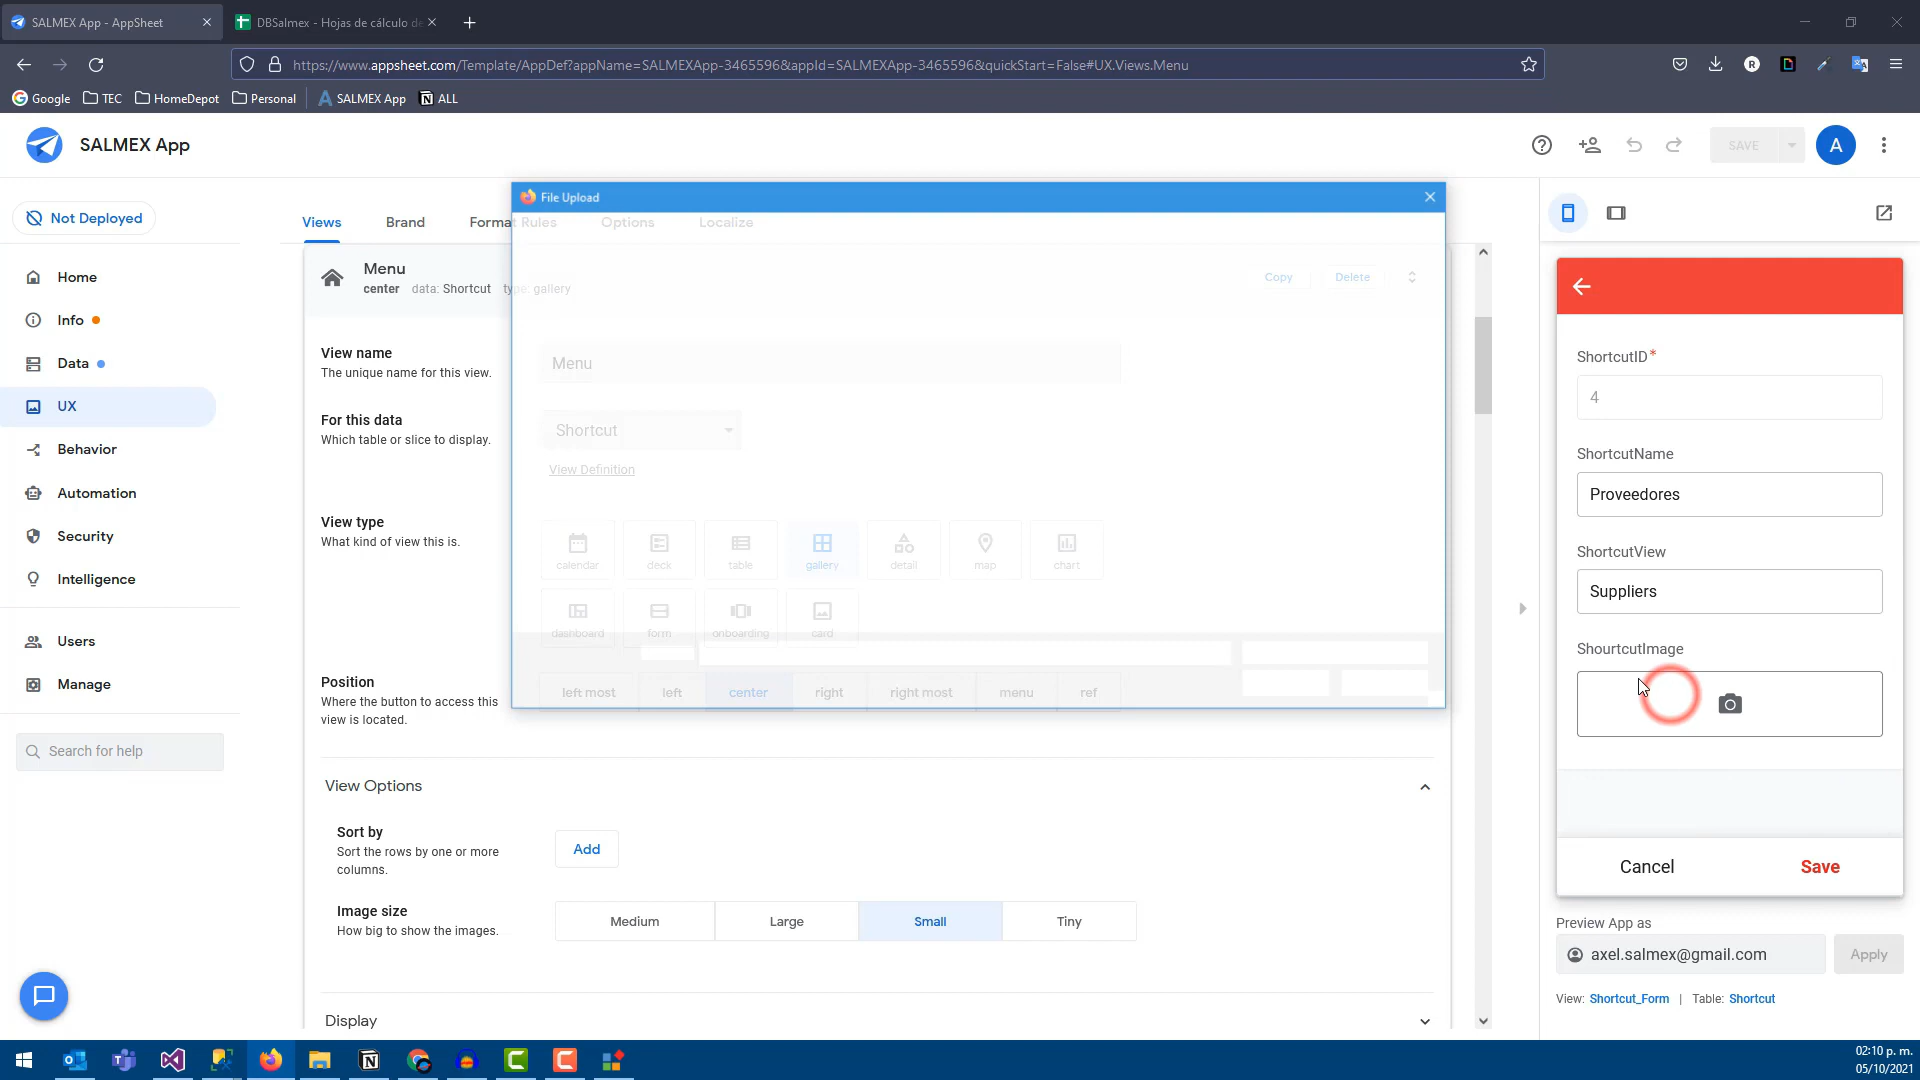 SALMEX App - AppSheet
DBSalmex - Hojas de cálculo de
https://www.appsheet.com/Template/AppDef?appName=SALMEXApp-3465596&appId=SALMEXApp-3465596&quickStart=False#UX.Views.Menu
Google TEC HomeDepot Personal SALMEX App ALL
SALMEX App
SAVE
A
Not Deployed
Home
Info
Data
UX
Behavior
Automation
Security
Intelligence
Users
Manage
Search for help
Views Brand Format Rules Options Localize
File Upload
Menu
center data: Shortcut type: gallery
Copy Delete
View name
The unique name for this view.
Menu
For this data
Which table or slice to display.
Shortcut
View Definition
View type
What kind of view this is.
calendar deck table gallery detail map chart
dashboard form onboarding card
Position
Where the button to access this
view is located.
left most left center right right most menu ref
View Options
Sort by
Sort the rows by one or more
columns.
Add
Image size
How big to show the images.
Medium Large Small Tiny
Display
ShortcutID*
4
ShortcutName
Proveedores
ShortcutView
Suppliers
ShourtcutImage
Cancel Save
Preview App as
axel.salmex@gmail.com
Apply
View: Shortcut_Form | Table: Shortcut
02:10 p. m.
05/10/2021